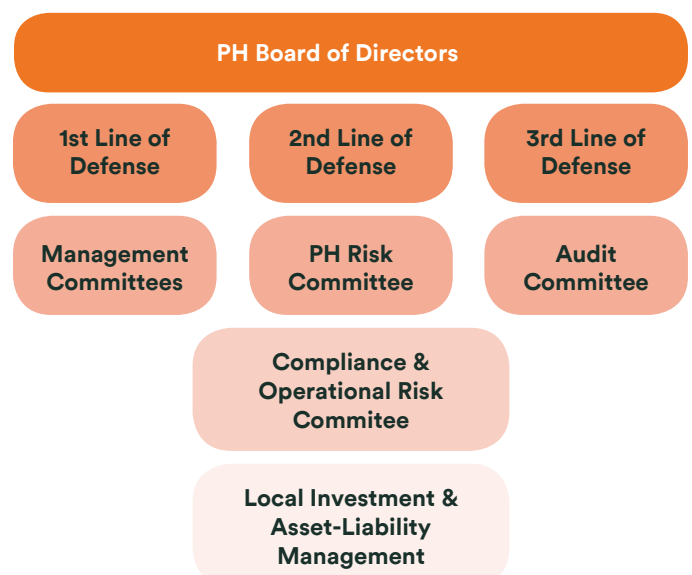 PH Board of Directors
1st Line of
Defense
2nd Line of
Defense
3rd Line of
Defense
Management
Committees
PH Risk
Committee
Audit
Committee
Compliance &
Operational Risk
Commitee
Local Investment &
Asset-Liability
Management